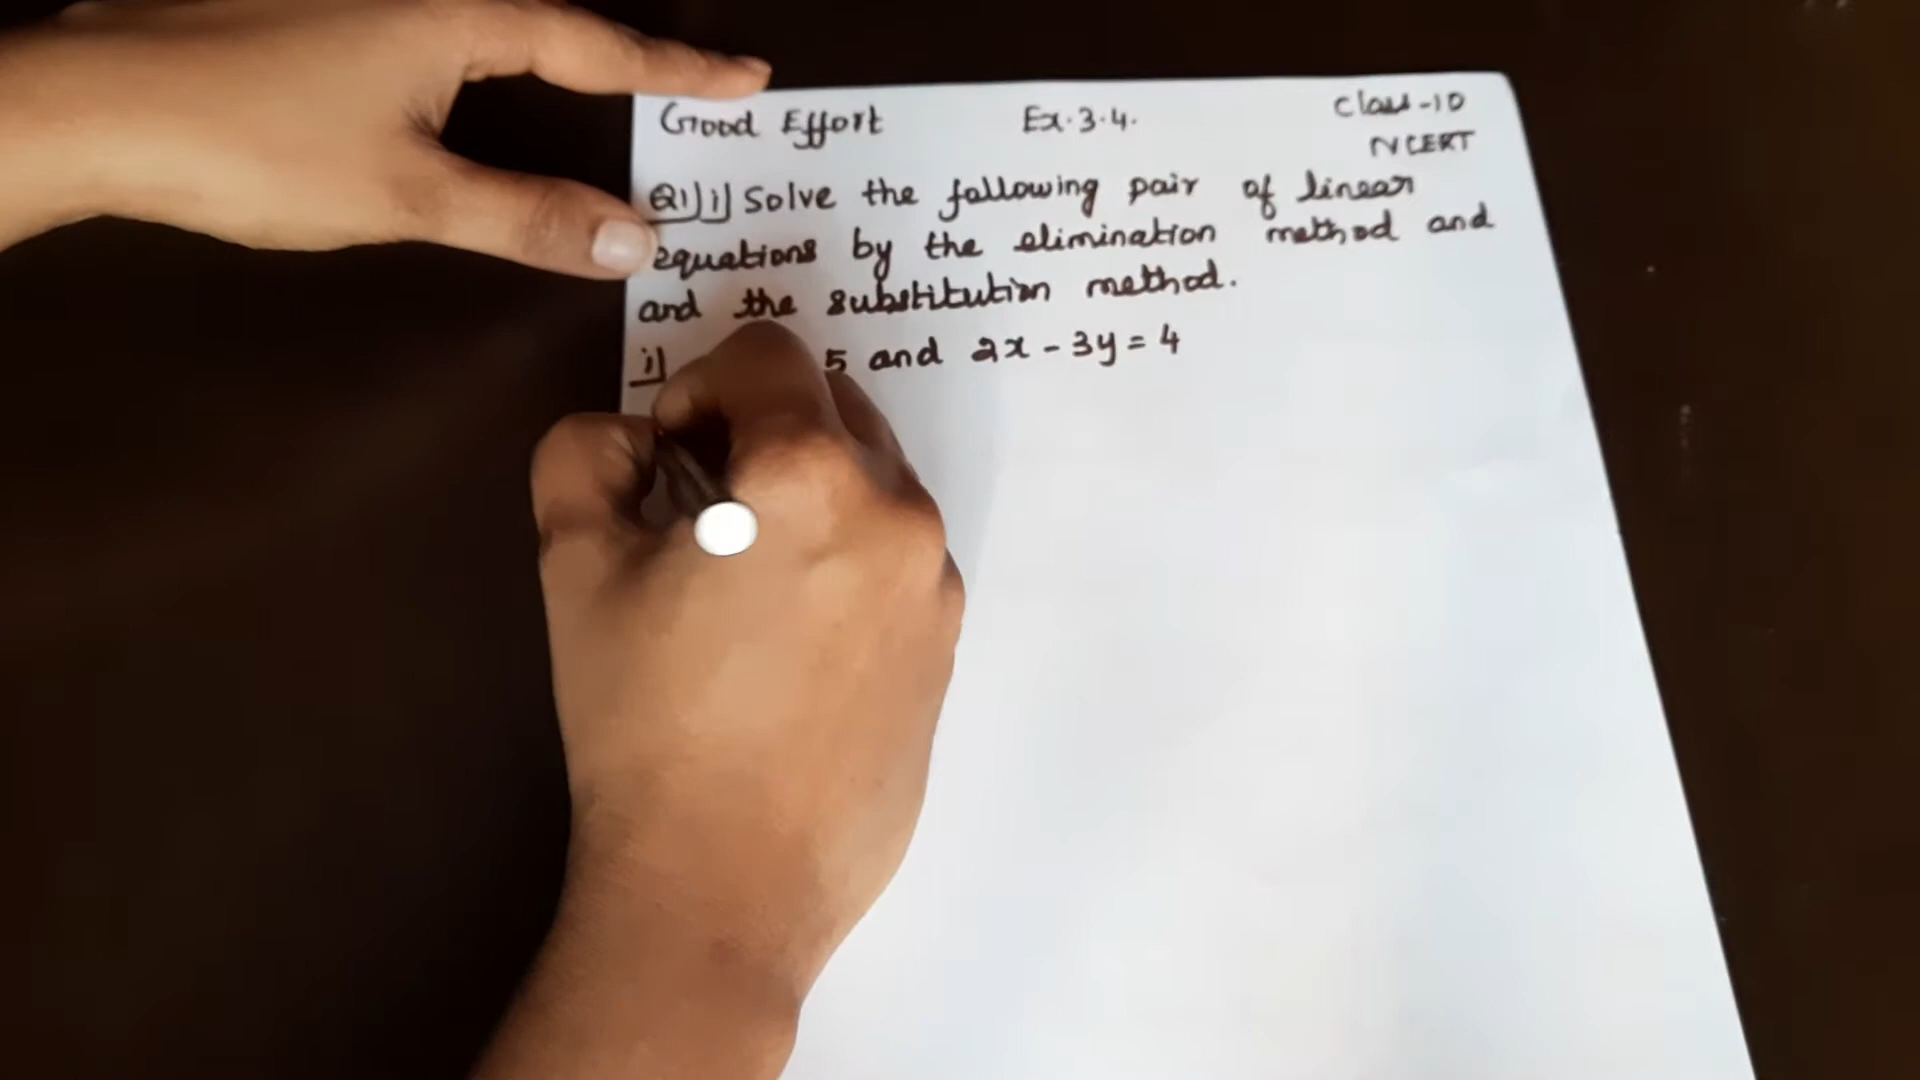 Good Effort Ex.3.4. Class-10
NCERT
Q1) i) Solve the following pair of linear
equations by the elimination method and
and the substitution method.
i) 5 and 2x - 3y = 4